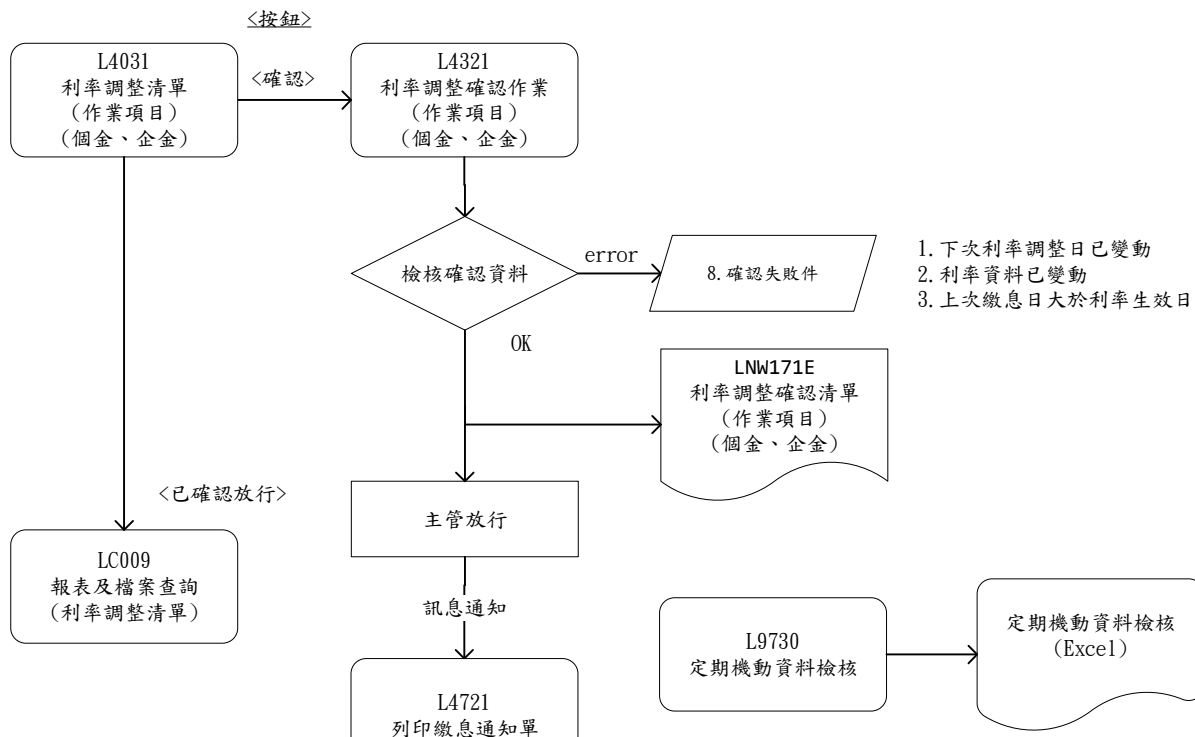 <按鈕>
L4031
利率調整清單
(作業項目)
(個金、企金)
<確認>
L4321
利率調整確認作業
(作業項目)
(個金、企金)
檢核確認資料
error
8.確認失敗件
1.下次利率調整日已變動
2.利率資料已變動
3.上次繳息日大於利率生效日
OK
LNW171E
利率調整確認清單
(作業項目)
(個金、企金)
<已確認放行>
主管放行
LC009
報表及檔案查詢
(利率調整清單)
訊息通知
L4721
列印繳息通知單
L9730
定期機動資料檢核
定期機動資料檢核
(Excel)